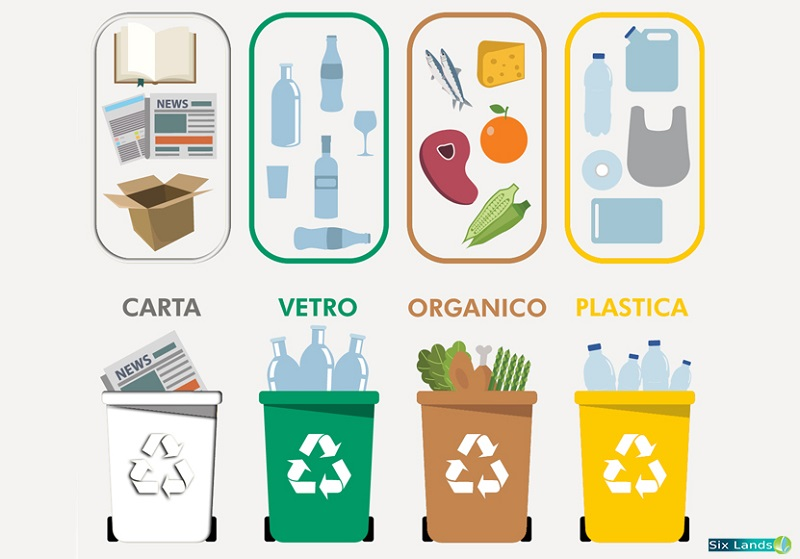 NEWS
CARTA
VETRO
ORGANICO
PLASTICA
NEWS
Six Lands